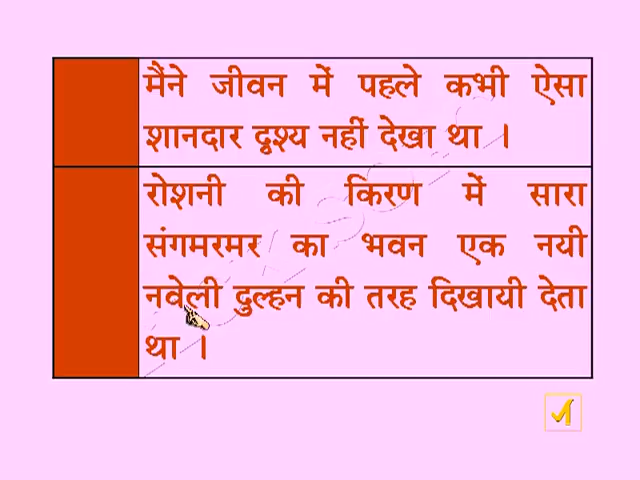 मैंने जीवन में पहले कभी ऐसा
शानदार दृश्य नहीं देखा था ।
रोशनी की किरण में सारा
संगमरमर का भवन एक नयी
नवेली दुल्हन की तरह दिखायी देता
था ।